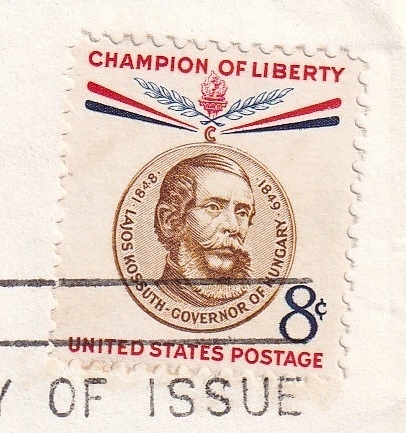 CHAMPION OF LIBERTY
C
·1848· LAJOS KOSSUTH-GOVERNOR OF HUNGARY ·1849
8¢
UNITED STATES POSTAGE
Y OF ISSUE